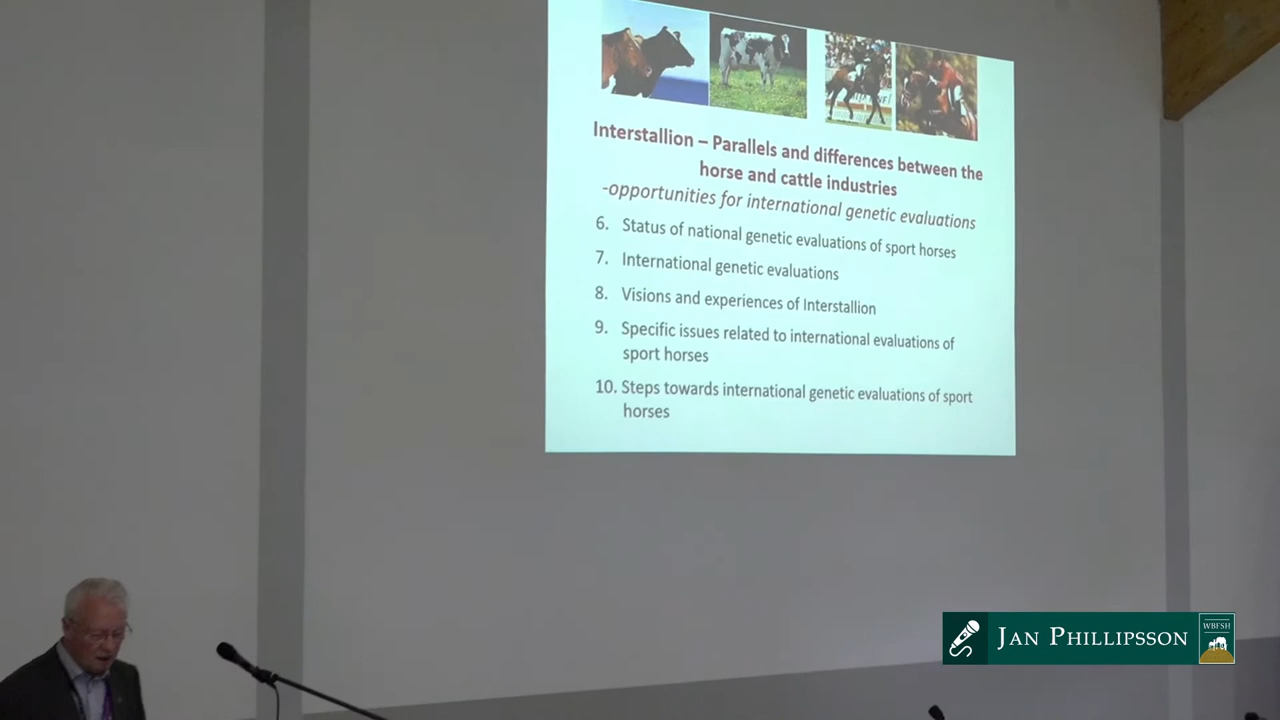 Interstallion – Parallels and differences between the
horse and cattle industries
-opportunities for international genetic evaluations
6. Status of national genetic evaluations of sport horses
7. International genetic evaluations
8. Visions and experiences of Interstallion
9. Specific issues related to international evaluations of
sport horses
10. Steps towards international genetic evaluations of sport
horses
JAN PHILLIPSSON
WBFSH